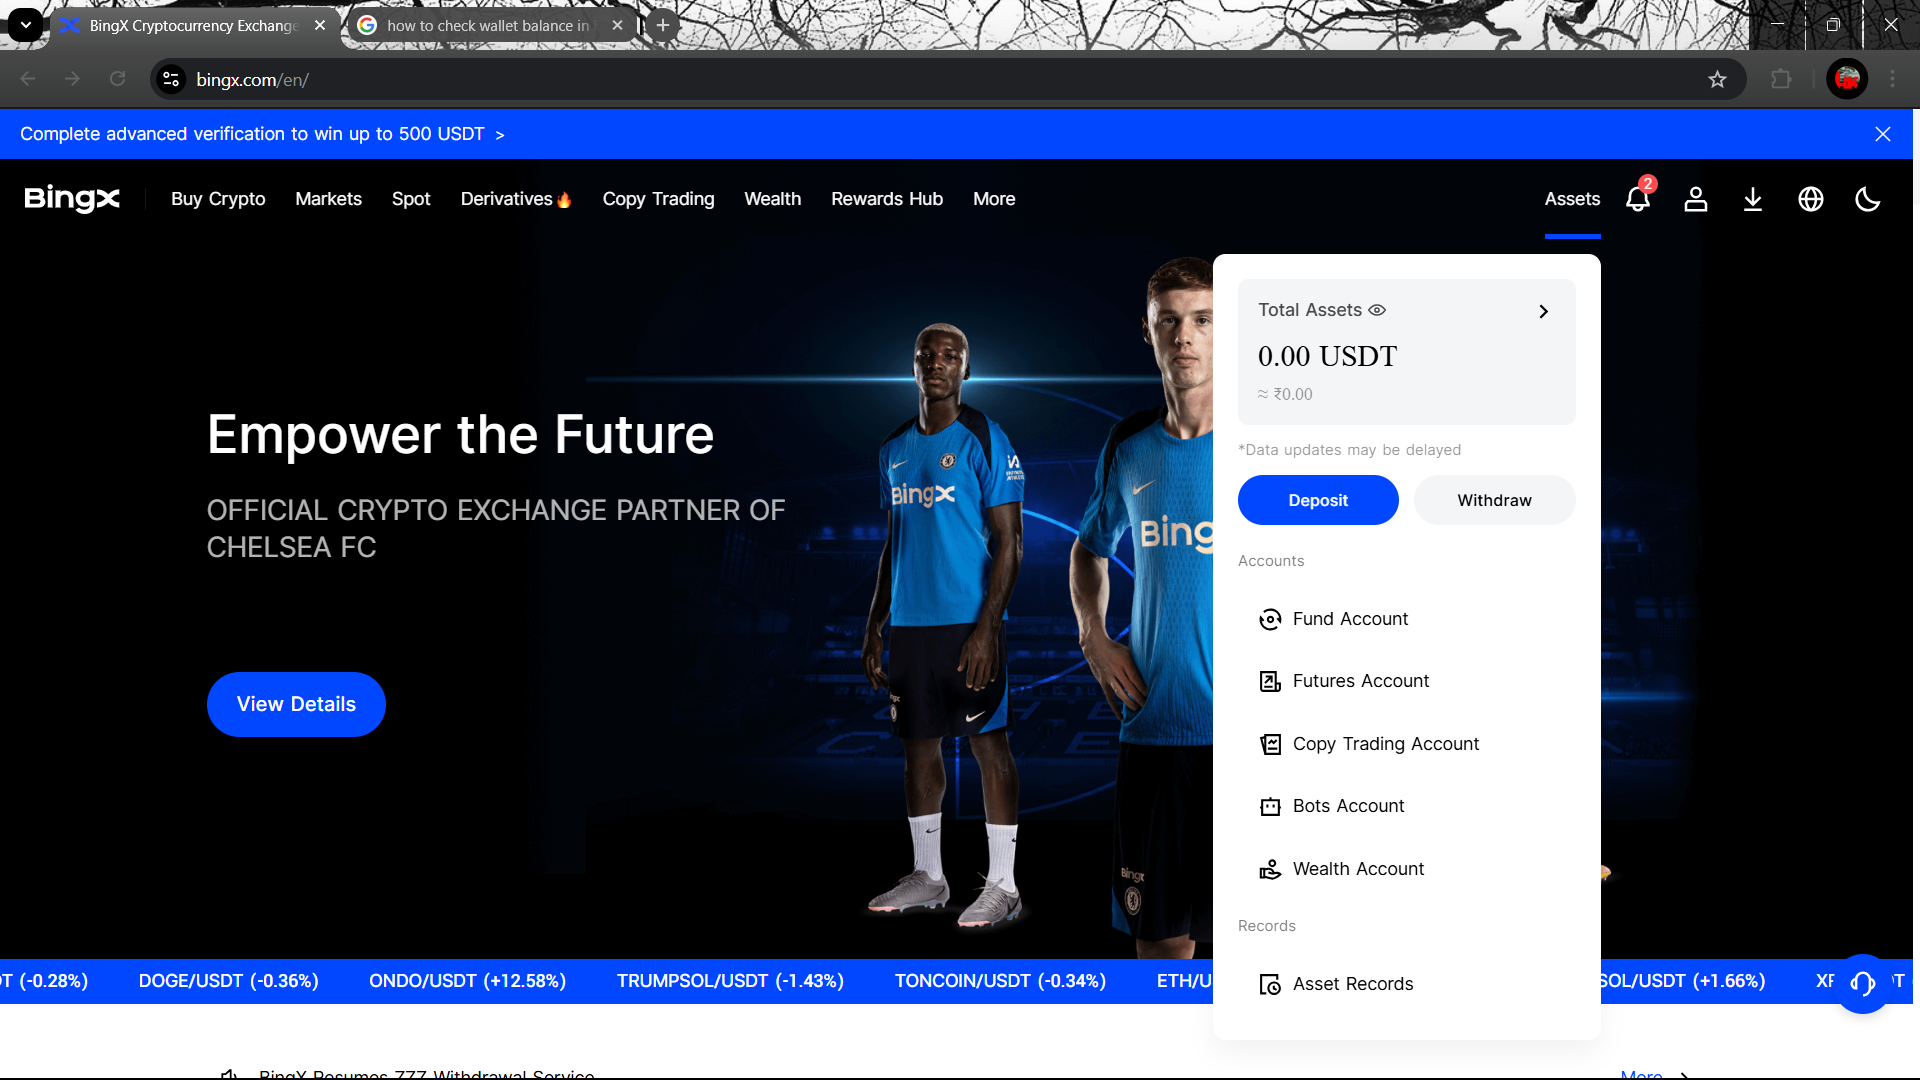 BingX Cryptocurrency Exchange
how to check wallet balance in
bingx.com/en/
Complete advanced verification to win up to 500 USDT >
BingX
Buy Crypto
Markets
Spot
Derivatives
Copy Trading
Wealth
Rewards Hub
More
Assets
2
Total Assets
0.00 USDT
≈ ₹0.00
*Data updates may be delayed
Deposit
Withdraw
Accounts
Fund Account
Futures Account
Copy Trading Account
Bots Account
Wealth Account
Records
Asset Records
Empower the Future
OFFICIAL CRYPTO EXCHANGE PARTNER OF
CHELSEA FC
View Details
BingX
Bing
BingX
T (-0.28%)
DOGE/USDT (-0.36%)
ONDO/USDT (+12.58%)
TRUMPSOL/USDT (-1.43%)
TONCOIN/USDT (-0.34%)
ETH/U
SOL/USDT (+1.66%)
XR
T
BingX Resumes ZZZ Withdrawal Service
More